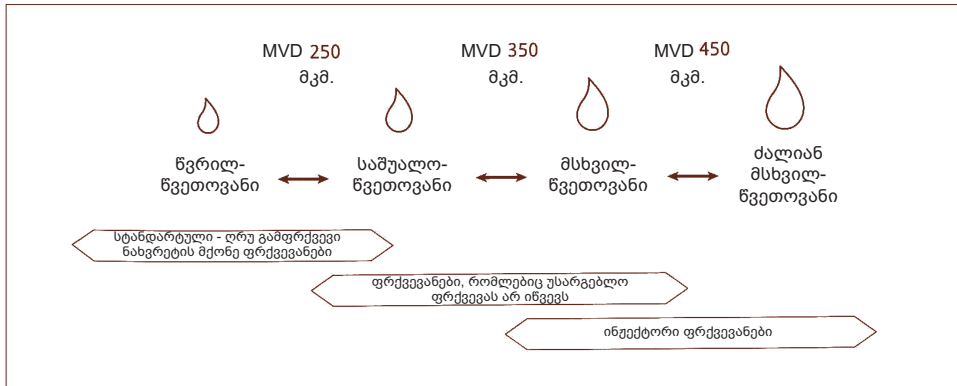 MVD 250
მკმ.
MVD 350
მკმ.
MVD 450
მკმ.
წვრილ-
წვეთოვანი
საშუალო-
წვეთოვანი
მსხვილ-
წვეთოვანი
ძალიან
მსხვილ-
წვეთოვანი
სტანდარტული - ღრუ გამფრქვევი
ნახვრეტის მქონე ფრქვევანები
ფრქვევანები, რომლებიც უსარგებლო
ფრქვევას არ იწვევს
ინჟექტორი ფრქვევანები